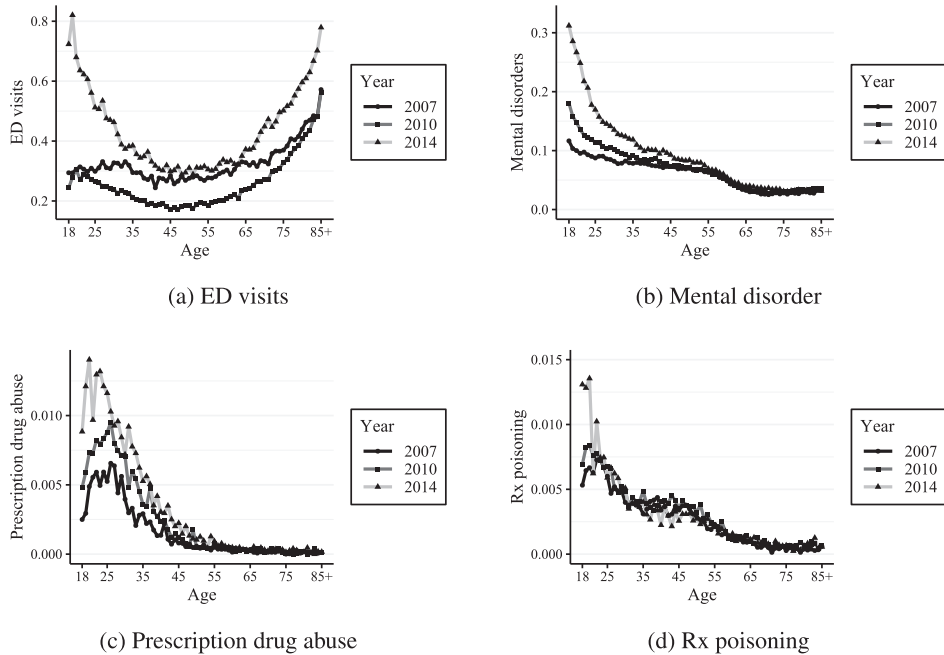 ED visits
0.8
0.6
0.4
0.2
18 25 35 45 55 65 75 85+
Age
Year
2007
2010
2014
(a) ED visits
Mental disorders
0.3
0.2
0.1
0.0
18 25 35 45 55 65 75 85+
Age
Year
2007
2010
2014
(b) Mental disorder
Prescription drug abuse
0.010
0.005
0.000
18 25 35 45 55 65 75 85+
Age
Year
2007
2010
2014
(c) Prescription drug abuse
Rx poisoning
0.015
0.010
0.005
0.000
18 25 35 45 55 65 75 85+
Age
Year
2007
2010
2014
(d) Rx poisoning